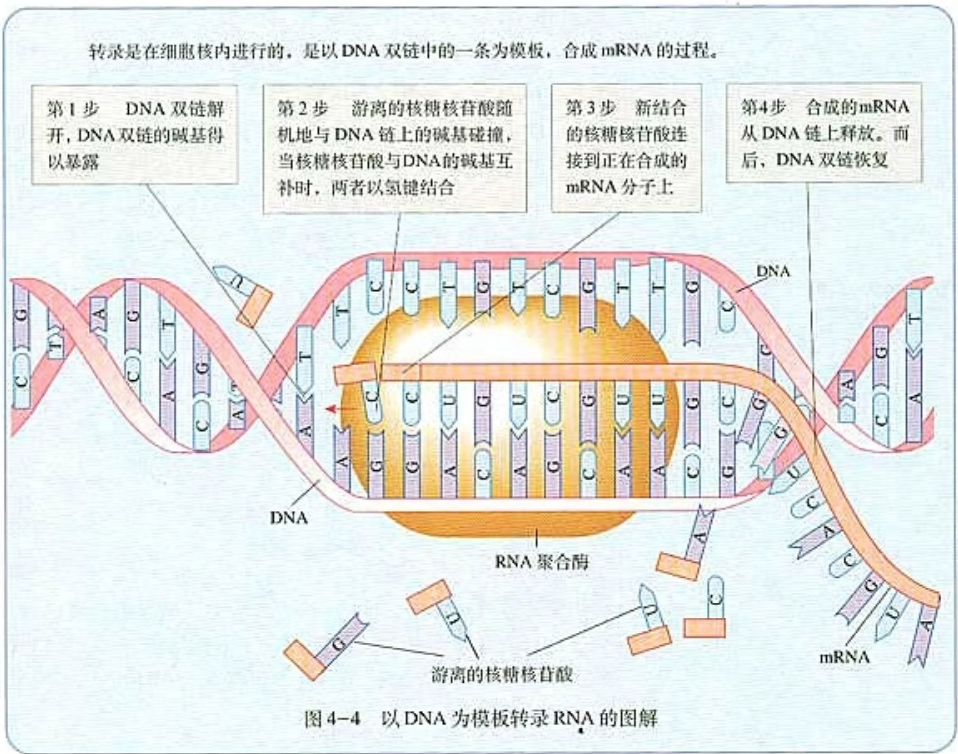 转录是在细胞核内进行的，是以DNA双链中的一条为模板，合成mRNA的过程。
第1步 DNA双链解
开，DNA双链的碱基得
以暴露
第2步 游离的核糖核苷酸随
机地与DNA链上的碱基碰撞，
当核糖核苷酸与DNA的碱基互
补时，两者以氢键结合
第3步 新结合
的核糖核苷酸连
接到正在合成的
mRNA分子上
第4步 合成的mRNA
从DNA链上释放。而
后、DNA双链恢复
DNA
U
T C C T G T C G T T G C
G T A G T G A T
C C A C A A
G A G T
C A
C C U G U C G U U G C G G U C A C G U A
A G G A C A G C A A C G
DNA
RNA聚合酶
A
G U U C
游离的核糖核苷酸
mRNA
图4-4 以DNA为模板转录RNA的图解